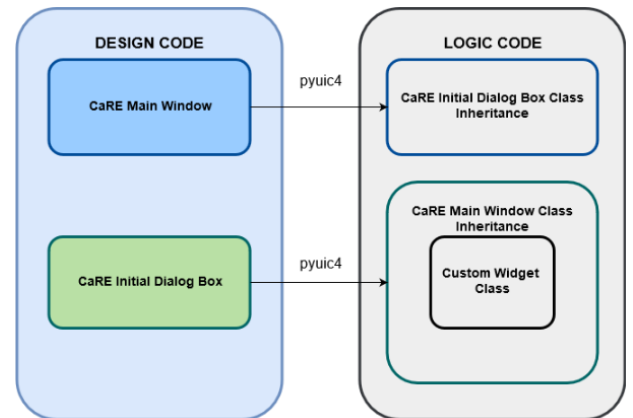 DESIGN CODE
CaRE Main Window
pyuic4
CaRE Initial Dialog Box
pyuic4
LOGIC CODE
CaRE Initial Dialog Box Class
Inheritance
CaRE Main Window Class
Inheritance
Custom Widget
Class